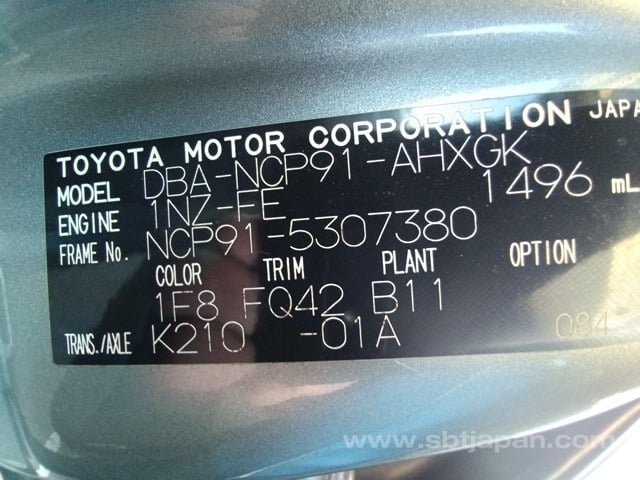 TOYOTA MOTOR CORPORATION JAPA
MODEL DBA-NCP91-AHXGK
ENGINE 1NZ-FE 1496 mL
FRAME No. NCP91-5307380
COLOR TRIM PLANT OPTION
1F8 FQ42 B11
TRANS./AXLE K210 -01A 084
www.sbtjapan.com